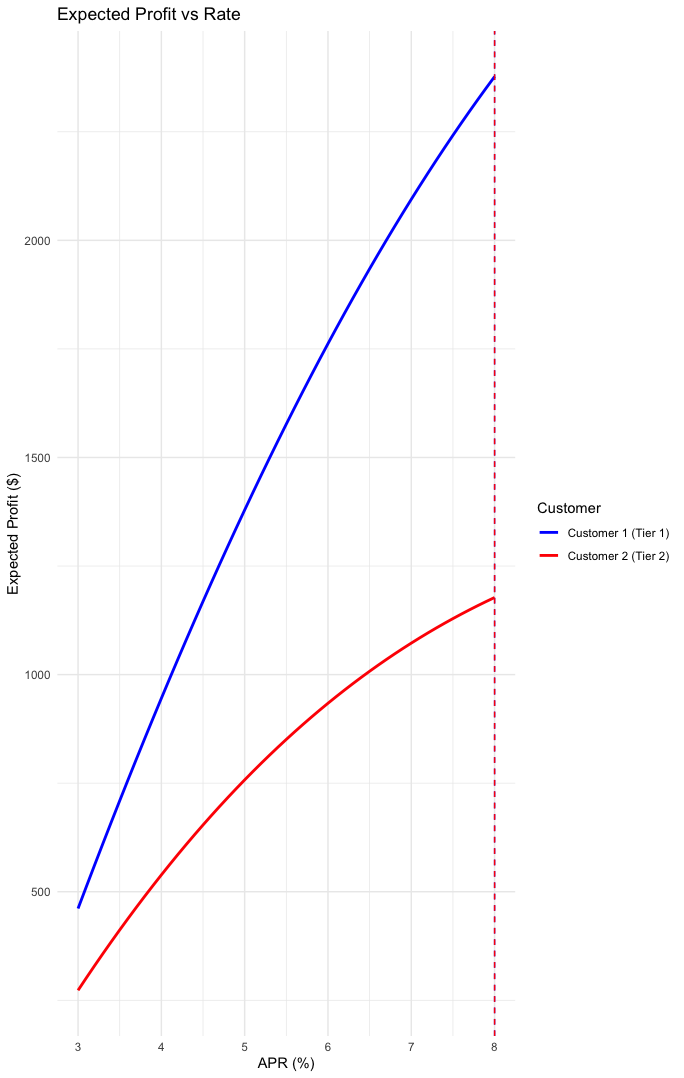 Expected Profit vs Rate
Expected Profit ($)
2000
1500
1000
500
3 4 5 6 7 8
APR (%)
Customer
Customer 1 (Tier 1)
Customer 2 (Tier 2)